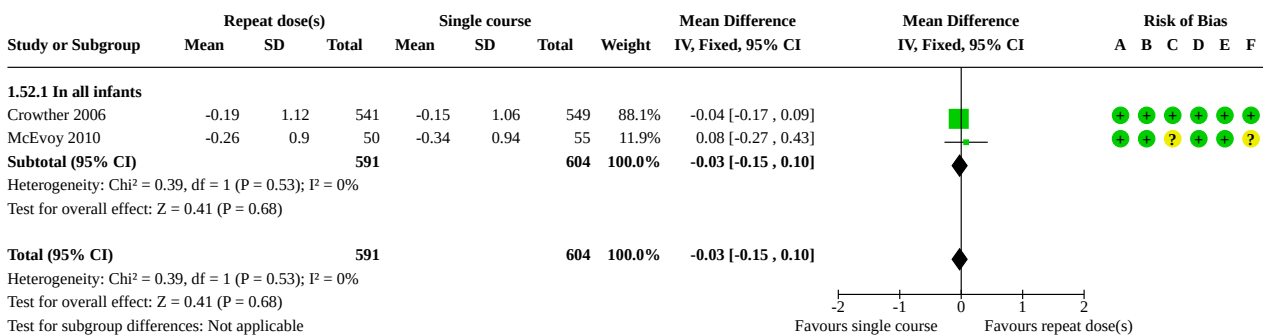 Repeat dose(s) Single course Mean Difference Mean Difference Risk of Bias
Study or Subgroup Mean SD Total Mean SD Total Weight IV, Fixed, 95% CI IV, Fixed, 95% CI A B C D E F
1.52.1 In all infants
Crowther 2006 -0.19 1.12 541 -0.15 1.06 549 88.1% -0.04 [-0.17 , 0.09] + + + + + +
McEvoy 2010 -0.26 0.9 50 -0.34 0.94 55 11.9% 0.08 [-0.27 , 0.43] + + ? + + ?
Subtotal (95% CI) 591 604 100.0% -0.03 [-0.15 , 0.10]
Heterogeneity: Chi² = 0.39, df = 1 (P = 0.53); I² = 0%
Test for overall effect: Z = 0.41 (P = 0.68)
Total (95% CI) 591 604 100.0% -0.03 [-0.15 , 0.10]
Heterogeneity: Chi² = 0.39, df = 1 (P = 0.53); I² = 0%
Test for overall effect: Z = 0.41 (P = 0.68)
-2 -1 0 1 2
Test for subgroup differences: Not applicable Favours single course Favours repeat dose(s)